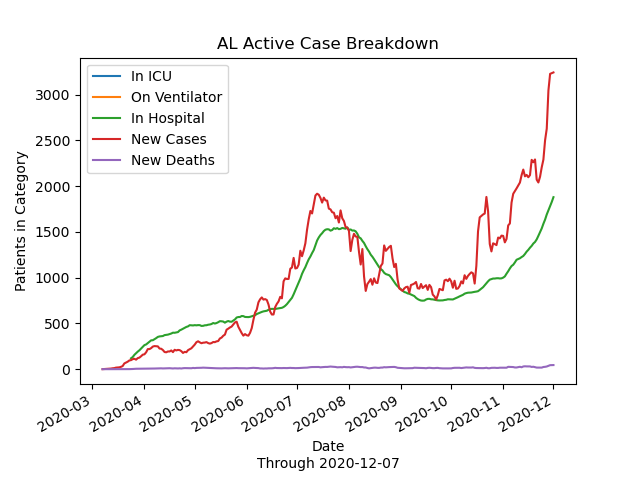 AL Active Case Breakdown
In ICU
On Ventilator
In Hospital
New Cases
New Deaths
Patients in Category
3000
2500
2000
1500
1000
500
0
2020-03
2020-04
2020-05
2020-06
2020-07
2020-08
2020-09
2020-10
2020-11
2020-12
Date
Through 2020-12-07